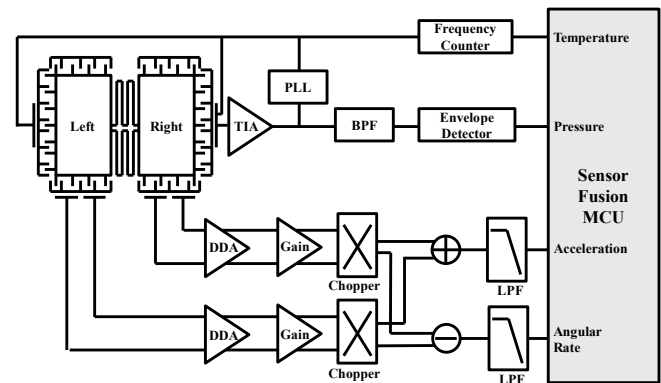 Frequency
Counter
Temperature
PLL
Left
Right
TIA
BPF
Envelope
Detector
Pressure
Sensor
Fusion
MCU
DDA
Gain
Chopper
LPF
Acceleration
DDA
Gain
Chopper
LPF
Angular
Rate